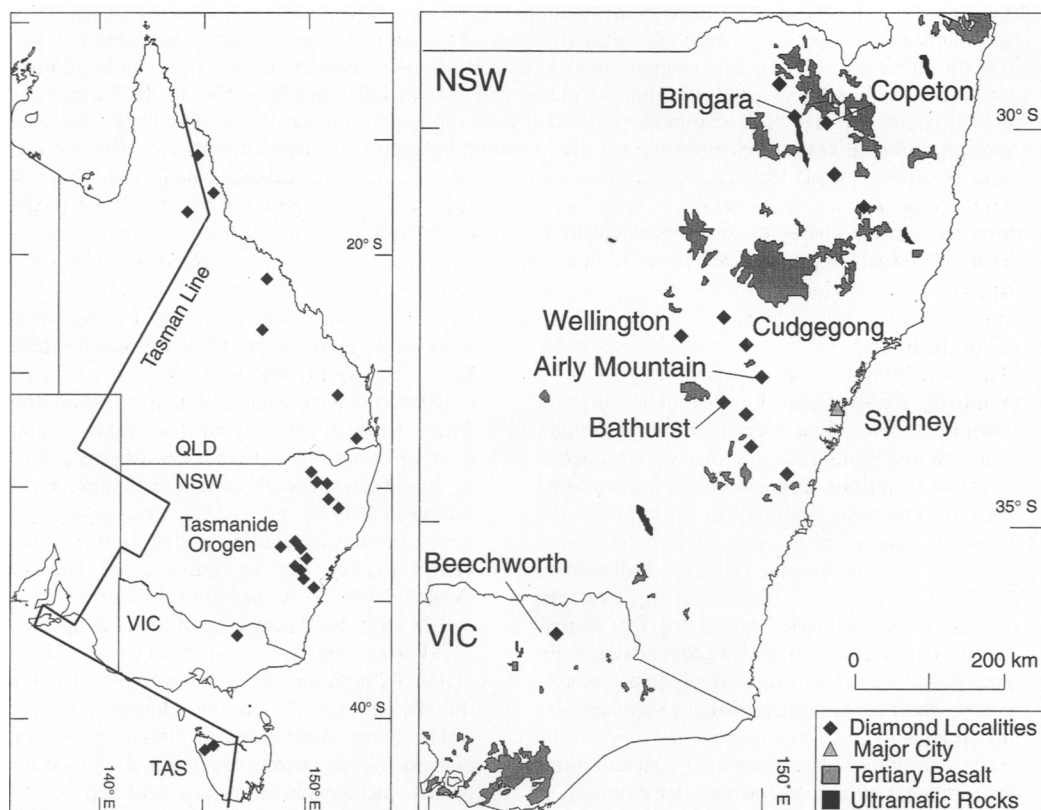 Tasman Line
20° S
QLD
NSW
Tasmanide
Orogen
VIC
40° S
TAS
140° E
150° E
NSW
Bingara
Copeton
30° S
Wellington
Cudgegong
Airly Mountain
Bathurst
Sydney
35° S
Beechworth
VIC
0
200 km
150° E
Diamond Localities
Major City
Tertiary Basalt
Ultramatic Rocks